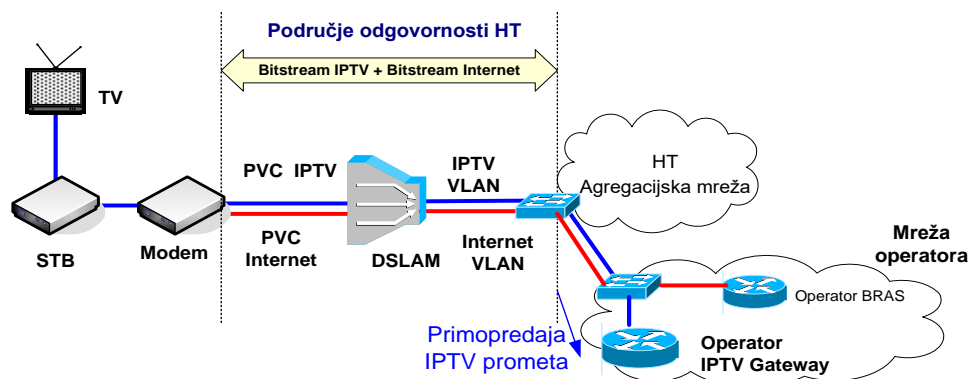 Područje odgovornosti HT
Bitstream IPTV + Bitstream Internet
TV
PVC IPTV
IPTV
VLAN
HT
Agregacijska mreža
STB
Modem
PVC
Internet
DSLAM
Internet
VLAN
Mreža
operatora
Operator BRAS
Primopredaja
IPTV prometa
Operator
IPTV Gateway